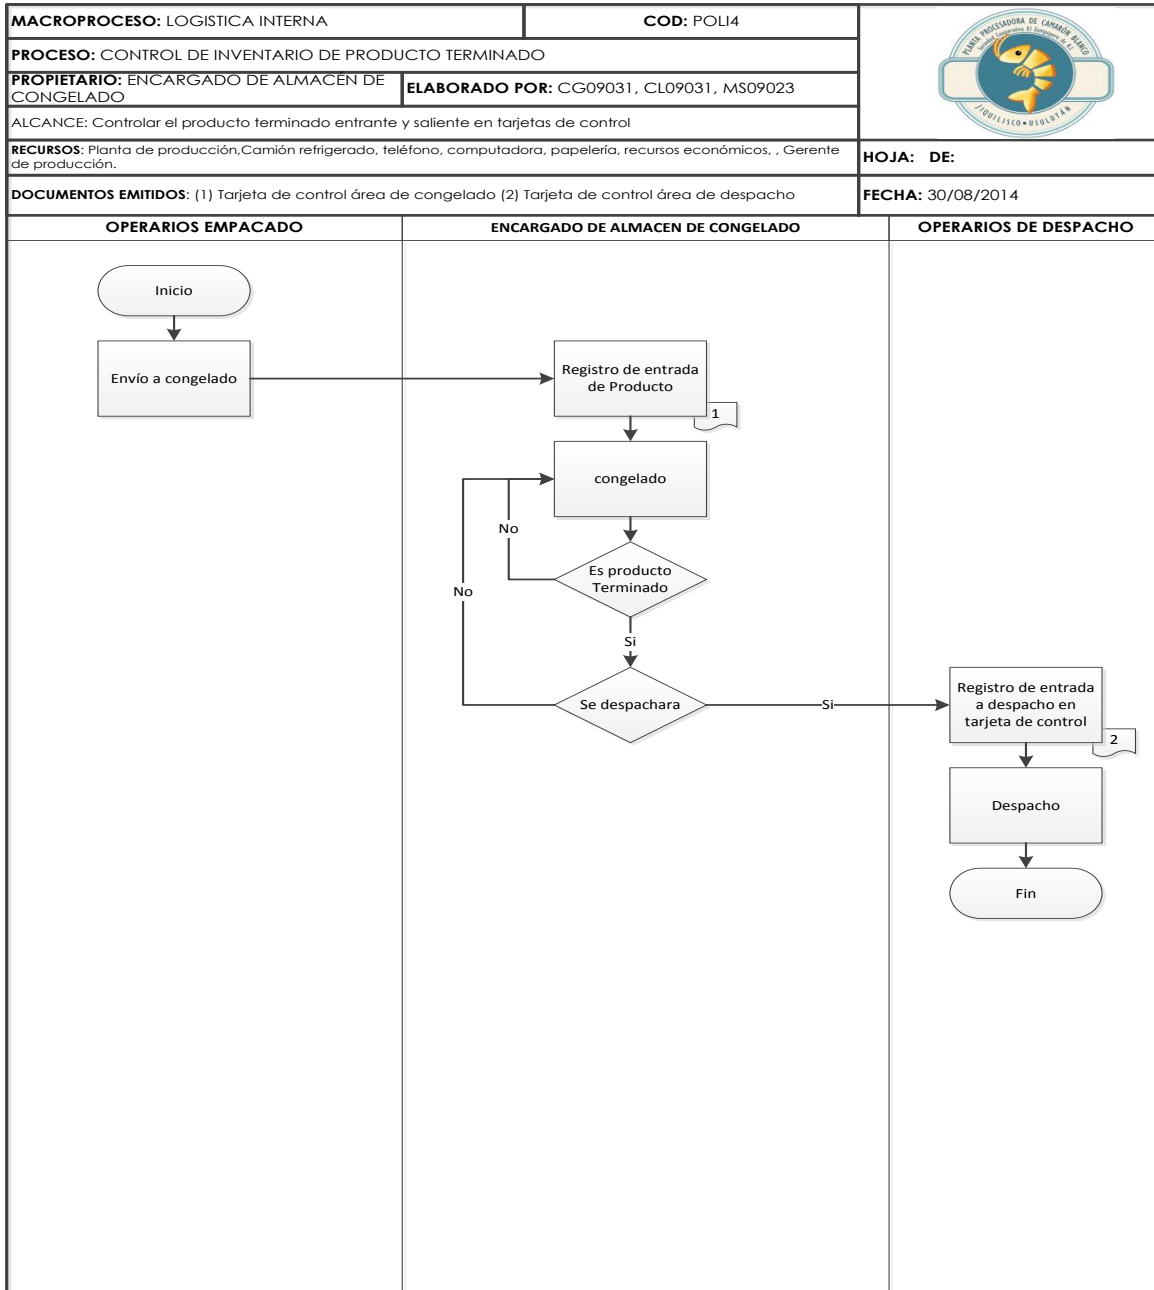 MACROPROCESO: LOGISTICA INTERNA
COD: POLI4
PLANTA PROCESADORA DE CAMARÓN BLANCO
Sociedad Cooperativa El Zompopero de R.L.
JIQUILISCO • USULUTÁN
PROCESO: CONTROL DE INVENTARIO DE PRODUCTO TERMINADO
PROPIETARIO: ENCARGADO DE ALMACÉN DE
CONGELADO
ELABORADO POR: CG09031, CL09031, MS09023
ALCANCE: Controlar el producto terminado entrante y saliente en tarjetas de control
RECURSOS: Planta de producción,Camión refrigerado, teléfono, computadora, papelería, recursos económicos, , Gerente
de producción.
HOJA: DE:
DOCUMENTOS EMITIDOS: (1) Tarjeta de control área de congelado (2) Tarjeta de control área de despacho
FECHA: 30/08/2014
OPERARIOS EMPACADO
ENCARGADO DE ALMACEN DE CONGELADO
OPERARIOS DE DESPACHO
Inicio
Envío a congelado
Registro de entrada
de Producto
1
congelado
No
Es producto
Terminado
No
Si
Se despachara
Si
Registro de entrada
a despacho en
tarjeta de control
2
Despacho
Fin